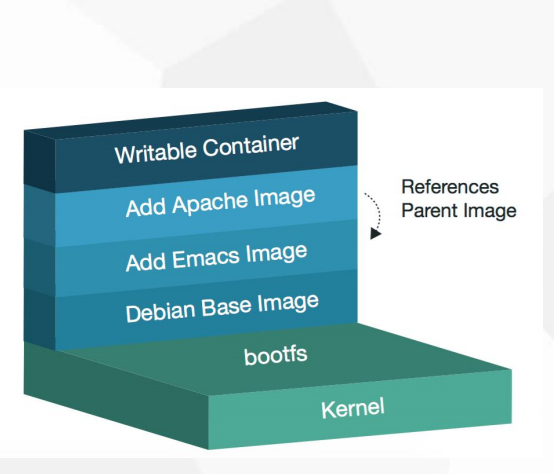 Writable Container
Add Apache Image
References
Parent Image
Add Emacs Image
Debian Base Image
bootfs
Kernel